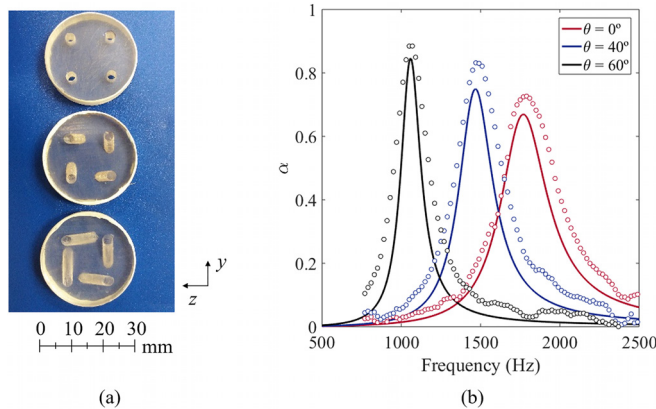 y
z
0 10 20 30
mm
(a)
α
1
0.8
0.6
0.4
0.2
0
500 1000 1500 2000 2500
Frequency (Hz)
θ = 0º
θ = 40º
θ = 60º
(b)